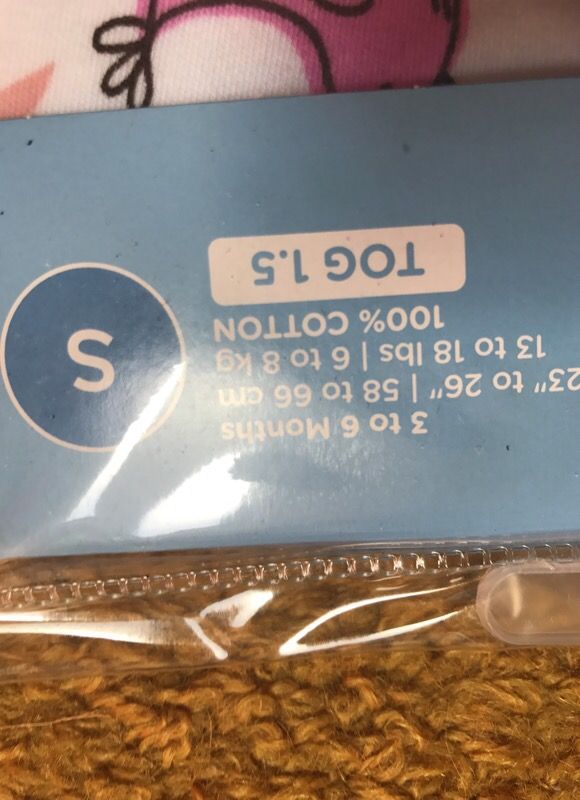 3 to 6 Months
23" to 26" | 58 to 66 cm
13 to 18 lbs | 6 to 8 kg
100% COTTON
TOG 1.5
S